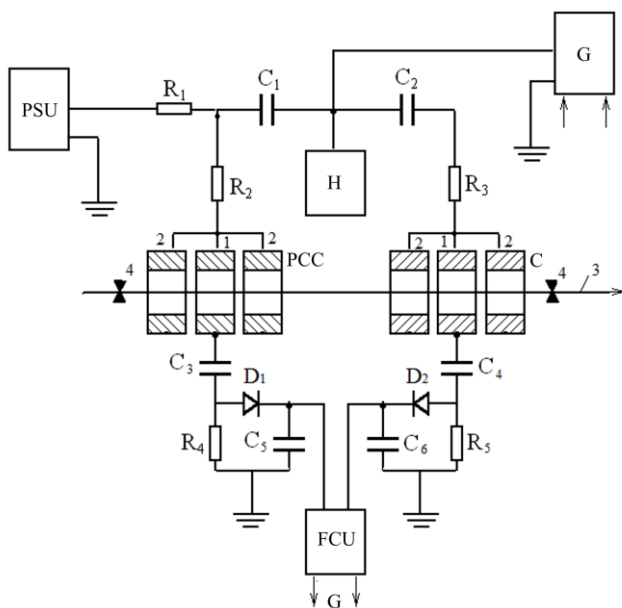 G
C₁ C₂
PSU R₁
H
R₂ R₃
2 1 2 2 1 2
4 PCC C 4 3
C₃ C₄
D₁ D₂
R₄ C₅ C₆ R₅
FCU
G